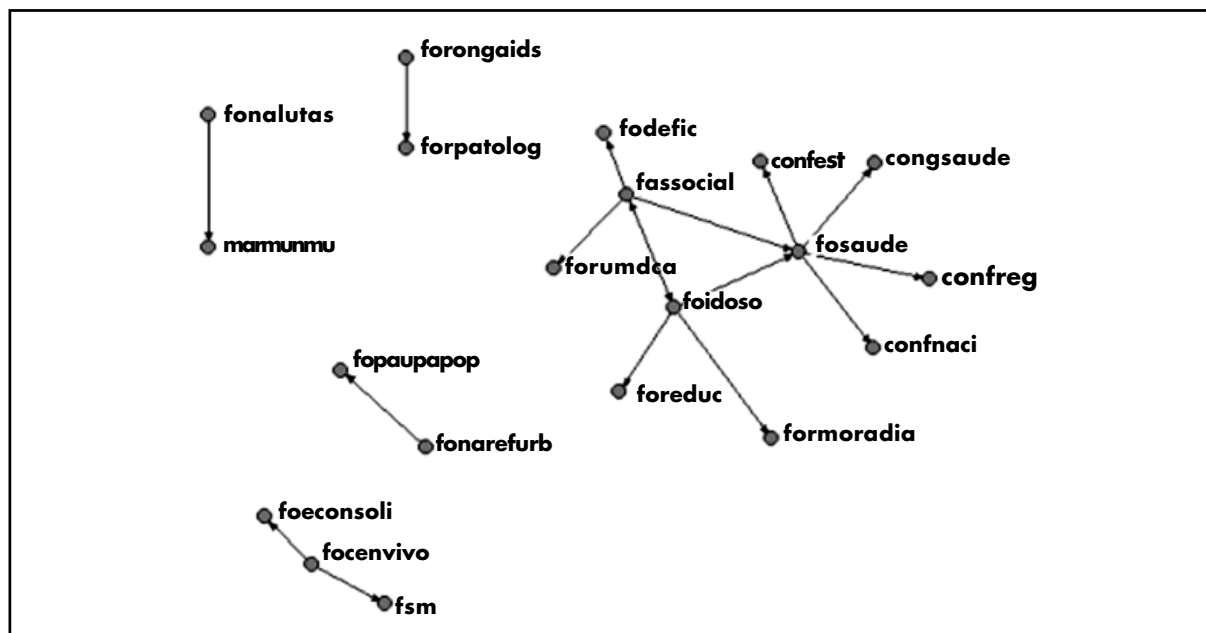 forongaids
fonalutas
fodefic
forpatolog
confest
congsaude
fassocial
marmunmu
fosaude
forumdca
confreg
foidoso
confnaci
fopaupapop
foreduc
formoradia
fonarefurb
foeconsoli
focenvivo
fsm